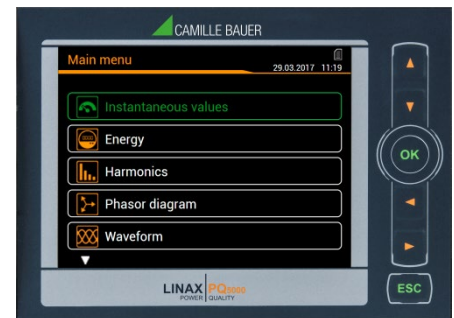 CAMILLE BAUER
Main menu
29.03.2017 11:19
Instantaneous values
Energy
Harmonics
Phasor diagram
Waveform
OK
ESC
LINAX PQ5000
POWER QUALITY